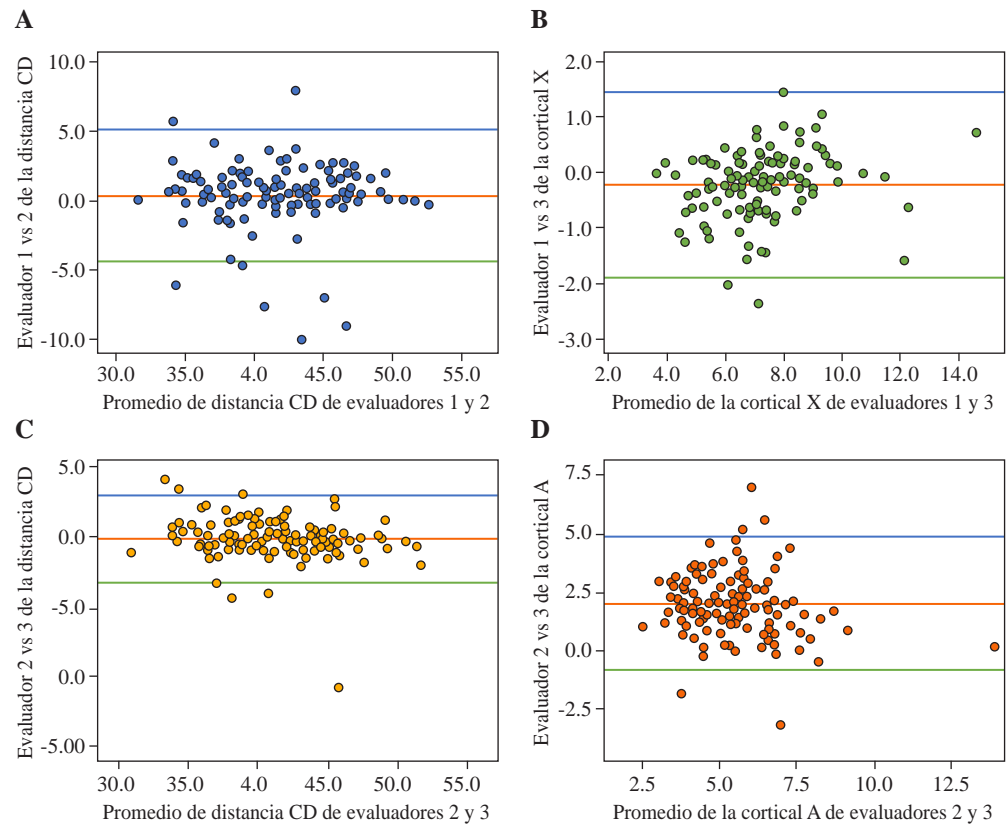 A
Evaluador 1 vs 2 de la distancia CD
10.0
5.0
0.0
-5.0
-10.0
30.0 35.0 4.0 45.0 50.0 55.0
Promedio de distancia CD de evaluadores 1 y 2
B
Evaluador 1 vs 3 de la cortical X
2.0
1.0
0.0
-1.0
-2.0
-3.0
2.0 4.0 6.0 8.0 10.0 12.0 14.0
Promedio de la cortical X de evaluadores 1 y 3
C
Evaluador 2 vs 3 de la distancia CD
5.0
0.0
-5.0
0.0
-5.00
30.0 35.0 4.0 45.0 50.0 55.0
Promedio de distancia CD de evaluadores 2 y 3
D
Evaluador 2 vs 3 de la cortical A
7.5
5.0
2.5
0.0
-2.5
2.5 5.0 7.5 10.0 12.5
Promedio de la cortical A de evaluadores 2 y 3